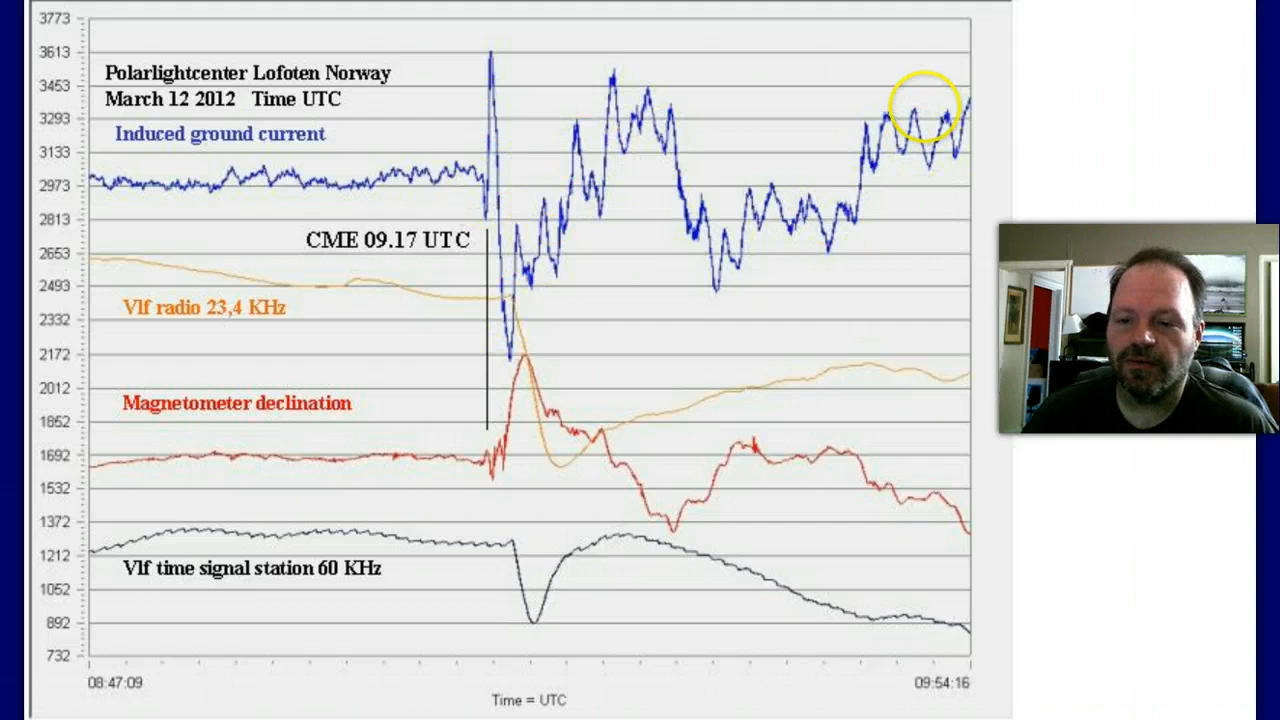 3773
3613
Polarlightcenter Lofoten Norway
3453
March 12 2012 Time UTC
3293
Induced ground current
3133
2973
2813
CME 09.17 UTC
2653
2493
Vlf radio 23,4 KHz
2332
2172
2012
Magnetometer declination
1852
1692
1532
1372
1212
Vlf time signal station 60 KHz
1052
892
732
08:47:09
09:54:16
Time = UTC